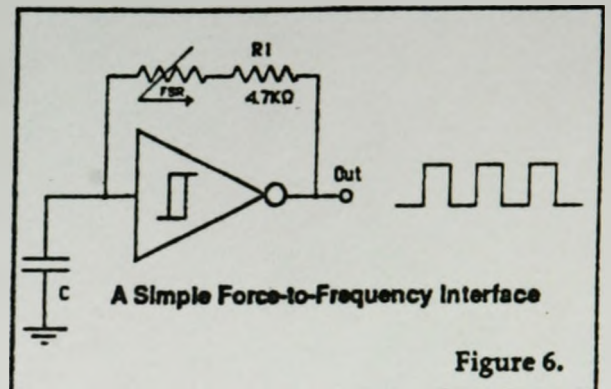 R1
FSR
4.7KΩ
Out
C
A Simple Force-to-Frequency Interface
Figure 6.